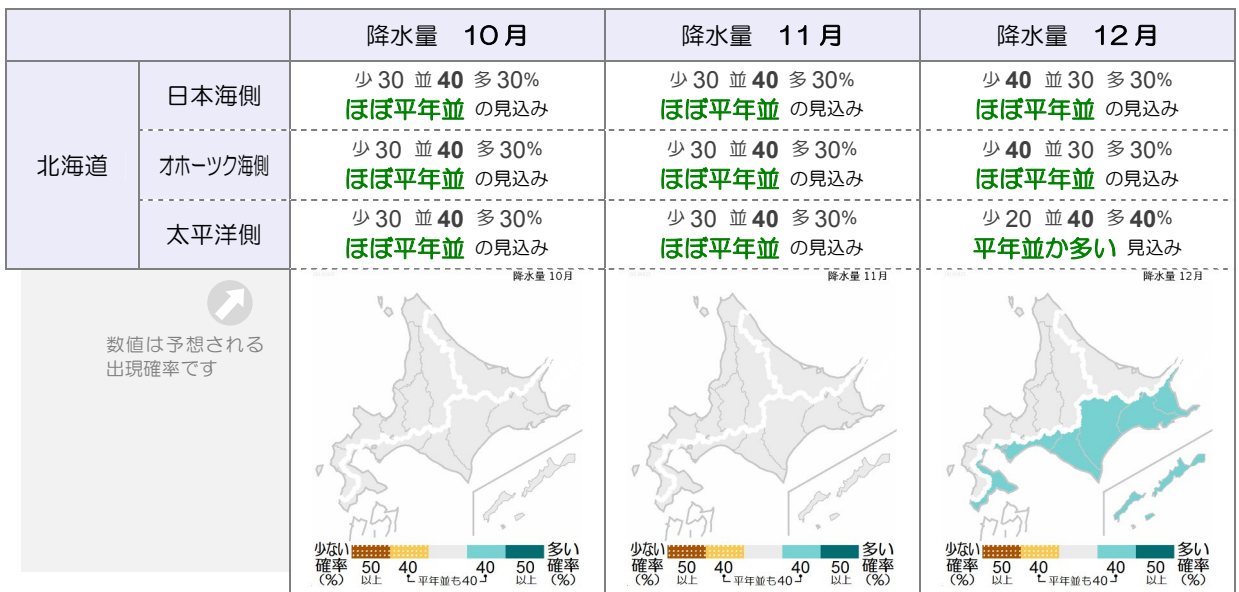 降水量 10月 降水量 11月 降水量 12月
北海道
日本海側 少30 並40 多30% 少30 並40 多30% 少40 並30 多30%
ほぼ平年並 の見込み ほぼ平年並 の見込み ほぼ平年並 の見込み
オホーツク海側 少30 並40 多30% 少30 並40 多30% 少40 並30 多30%
ほぼ平年並 の見込み ほぼ平年並 の見込み ほぼ平年並 の見込み
太平洋側 少30 並40 多30% 少30 並40 多30% 少20 並40 多40%
ほぼ平年並 の見込み ほぼ平年並 の見込み 平年並か多い 見込み
数値は予想される
出現確率です
降水量 10月
少ない 多い
確率 50 40 40 50 確率
(%) 以上 平年並も40 以上 (%)
降水量 11月
少ない 多い
確率 50 40 40 50 確率
(%) 以上 平年並も40 以上 (%)
降水量 12月
少ない 多い
確率 50 40 40 50 確率
(%) 以上 平年並も40 以上 (%)